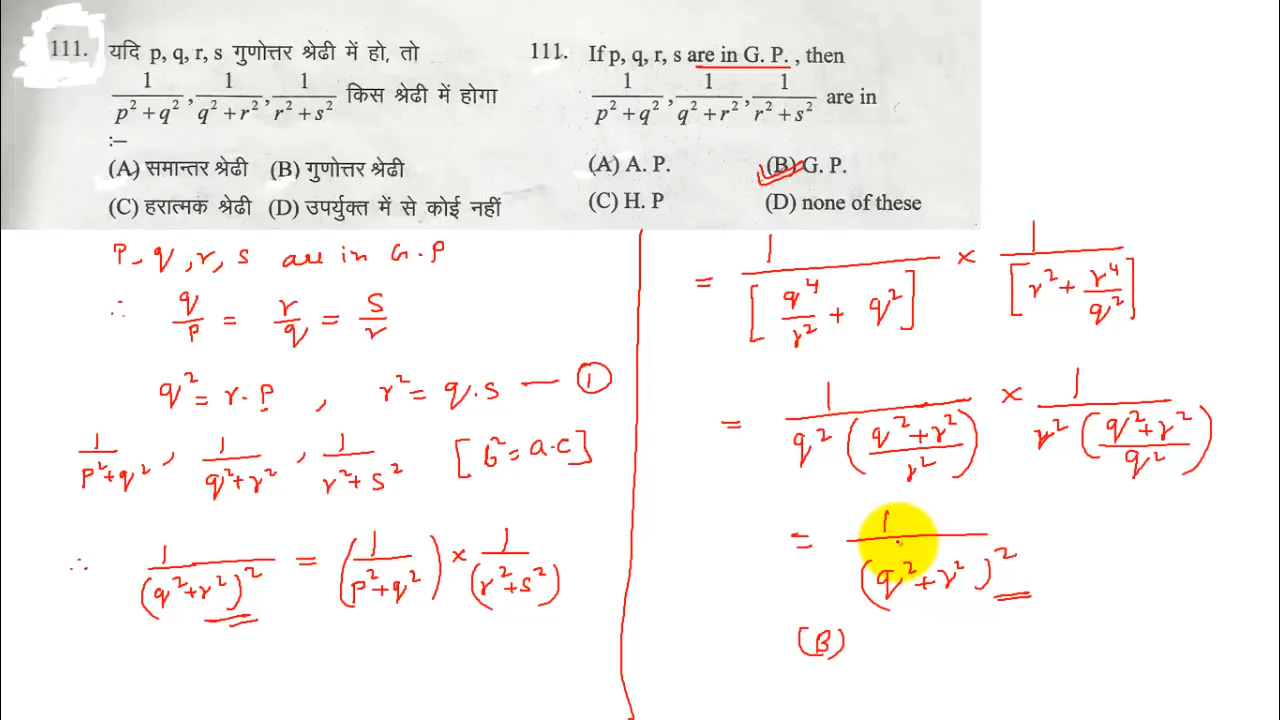 111. यदि p, q, r, s गुणोत्तर श्रेढी में हो, तो
1/(p² + q²), 1/(q² + r²), 1/(r² + s²) किस श्रेढी में होगा
:–
(A) समान्तर श्रेढी (B) गुणोत्तर श्रेढी
(C) हरात्मक श्रेढी (D) उपर्युक्त में से कोई नहीं
111. If p, q, r, s are in G. P. , then
1/(p² + q²), 1/(q² + r²), 1/(r² + s²) are in
(A) A. P. (B) G. P.
(C) H. P (D) none of these
P, q, r, s are in G.P
∴ q/p = r/q = s/r
q² = r.p , r² = q.s — ①
1/(p²+q²) , 1/(q²+r²) , 1/(r²+s²) [b² = a.c]
∴ 1/(q²+r²)² = (1/(p²+q²)) × 1/(r²+s²)
= 1/[q⁴/r² + q²] × 1/[r² + r⁴/q²]
= 1/(q² ((q²+r²)/r²)) × 1/(r² ((q²+r²)/q²))
= 1/(q²+r²)²
(B)